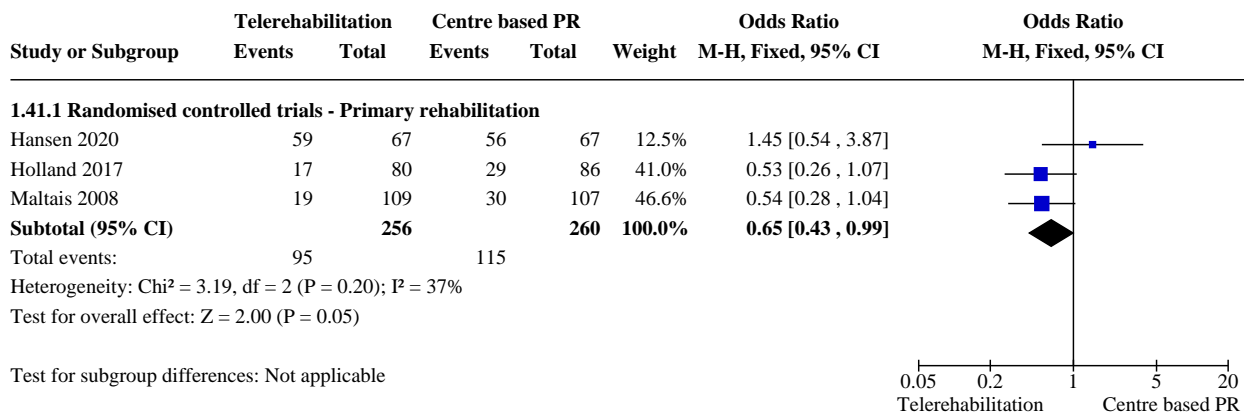 Telerehabilitation Centre based PR Odds Ratio Odds Ratio
Study or Subgroup Events Total Events Total Weight M-H, Fixed, 95% CI M-H, Fixed, 95% CI
1.41.1 Randomised controlled trials - Primary rehabilitation
Hansen 2020 59 67 56 67 12.5% 1.45 [0.54 , 3.87]
Holland 2017 17 80 29 86 41.0% 0.53 [0.26 , 1.07]
Maltais 2008 19 109 30 107 46.6% 0.54 [0.28 , 1.04]
Subtotal (95% CI) 256 260 100.0% 0.65 [0.43 , 0.99]
Total events: 95 115
Heterogeneity: Chi² = 3.19, df = 2 (P = 0.20); I² = 37%
Test for overall effect: Z = 2.00 (P = 0.05)
Test for subgroup differences: Not applicable
0.05 0.2 1 5 20
Telerehabilitation Centre based PR